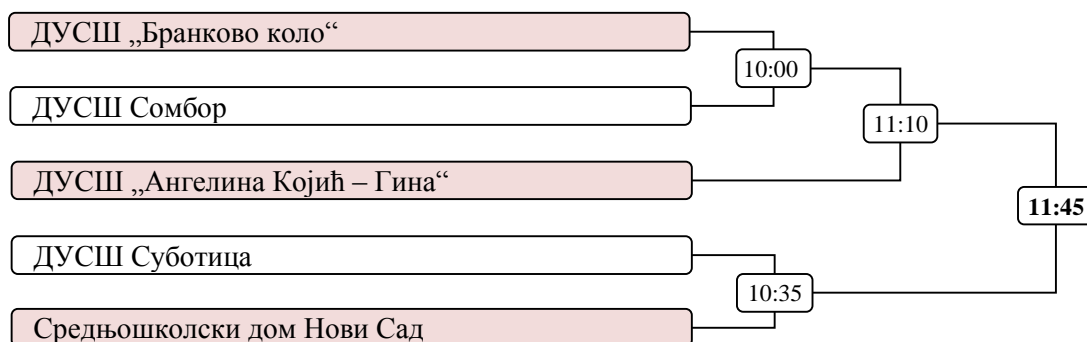 ДУСШ „Бранково коло“
10:00
ДУСШ Сомбор
11:10
ДУСШ „Ангелина Којић – Гина“
11:45
ДУСШ Суботица
10:35
Средњошколски дом Нови Сад